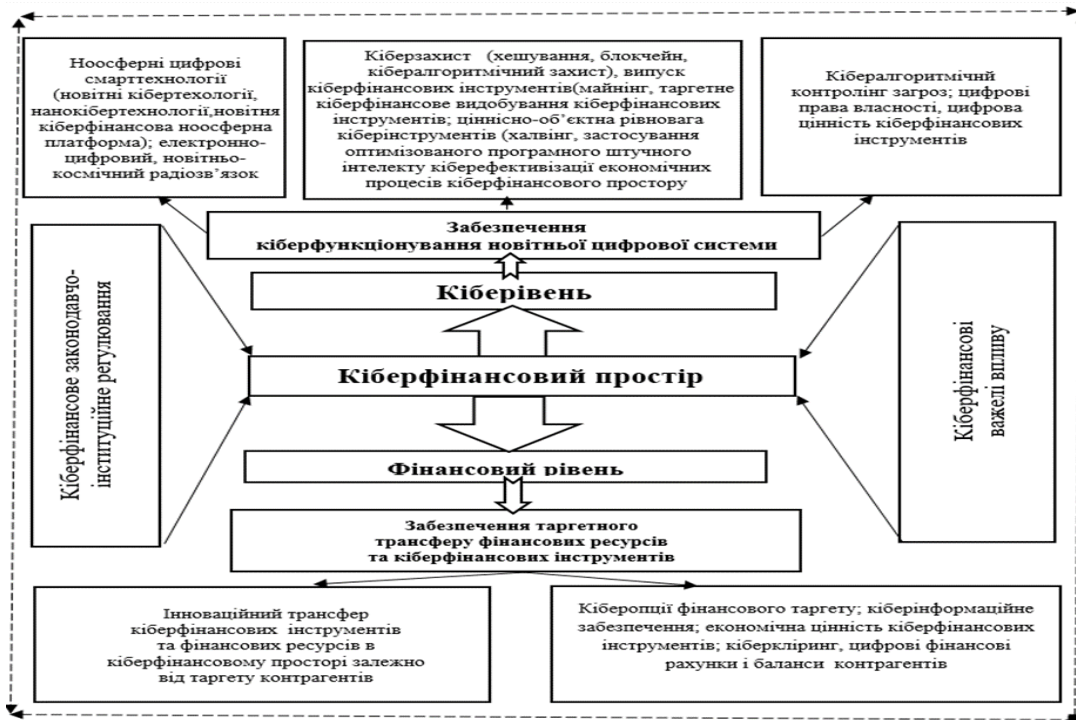 Ноосферні цифрові
смарттехнології
(новітні кібертехології,
нанокібертехнології,новітня
кіберфінансова ноосферна
платформа); електронно-
цифровий, новітньо-
космічний радіозв’язок
Кіберзахист (хешування, блокчейн,
кібералгоритмічний захист), випуск
кіберфінансових інструментів(майнінг, таргетне
кіберфінансове видобування кіберфінансових
інструментів; ціннісно-об’єктна рівновага
кіберінструментів (халвінг, застосування
оптимізованого програмного штучного
інтелекту кіберефективізації економічних
процесів кіберфінансового простору
Кібералгоритмічнй
контролінг загроз; цифрові
права власності, цифрова
цінність кіберфінансових
інструментів
Забезпечення
кіберфункціонування новітньої цифрової системи
Кіберівень
Кіберфінансове законодавчо-
інституційне регулювання
Кіберфінансовий простір
Кіберфінансові
важелі впливу
Фінансовий рівень
Забезпечення таргетного
трансферу фінансових ресурсів
та кіберфінансових інструментів
Інноваційний трансфер
кіберфінансових інструментів
та фінансових ресурсів в
кіберфінансовому просторі залежно
від таргету контрагентів
Кіберопції фінансового таргету; кіберінформаційне
забезпечення; економічна цінність кіберфінансових
інструментів; кіберкліринг, цифрові фінансові
рахунки і баланси контрагентів